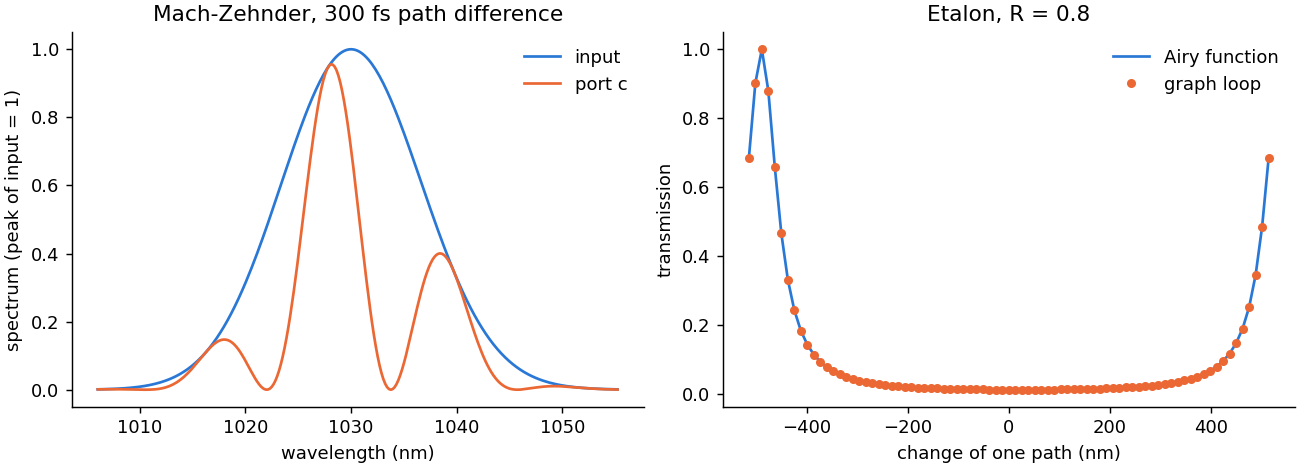 Mach-Zehnder, 300 fs path difference
spectrum (peak of input = 1)
1.0
0.8
0.6
0.4
0.2
0.0
input
port c
1010
1020
1030
1040
1050
wavelength (nm)
Etalon, R = 0.8
transmission
1.0
0.8
0.6
0.4
0.2
0.0
Airy function
graph loop
−400
−200
0
200
400
change of one path (nm)